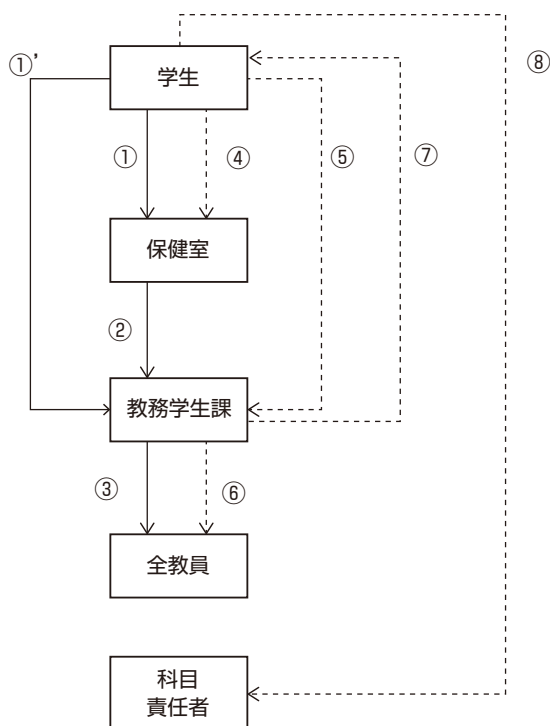 ⑧
①'
学生
①
④
⑤
⑦
保健室
②
教務学生課
③
⑥
全教員
科目
責任者